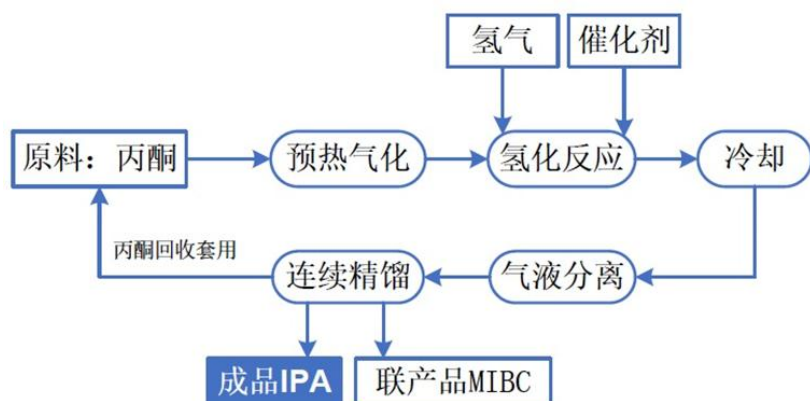 氢气
催化剂
原料：丙酮
预热气化
氢化反应
冷却
丙酮回收套用
连续精馏
气液分离
成品IPA
联产品MIBC